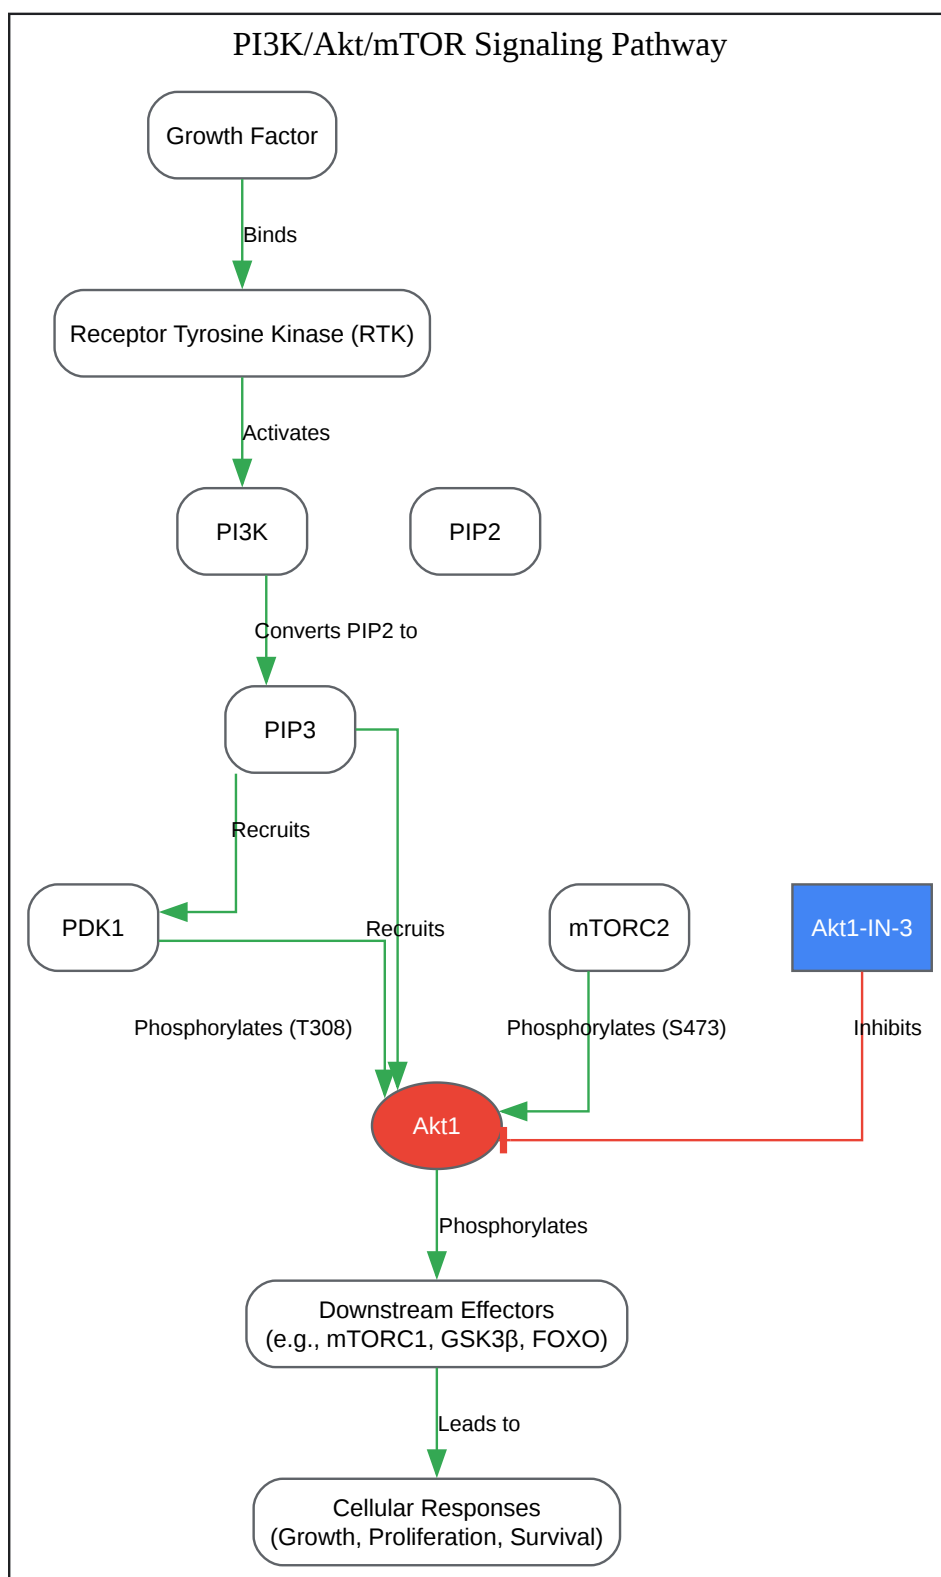 PI3K/Akt/mTOR Signaling Pathway
Growth Factor
Binds
Receptor Tyrosine Kinase (RTK)
Activates
PI3K
PIP2
Converts PIP2 to
PIP3
Recruits
PDK1
Recruits
mTORC2
Akt1-IN-3
Phosphorylates (T308)
Phosphorylates (S473)
Inhibits
Akt1
Phosphorylates
Downstream Effectors
(e.g., mTORC1, GSK3β, FOXO)
Leads to
Cellular Responses
(Growth, Proliferation, Survival)